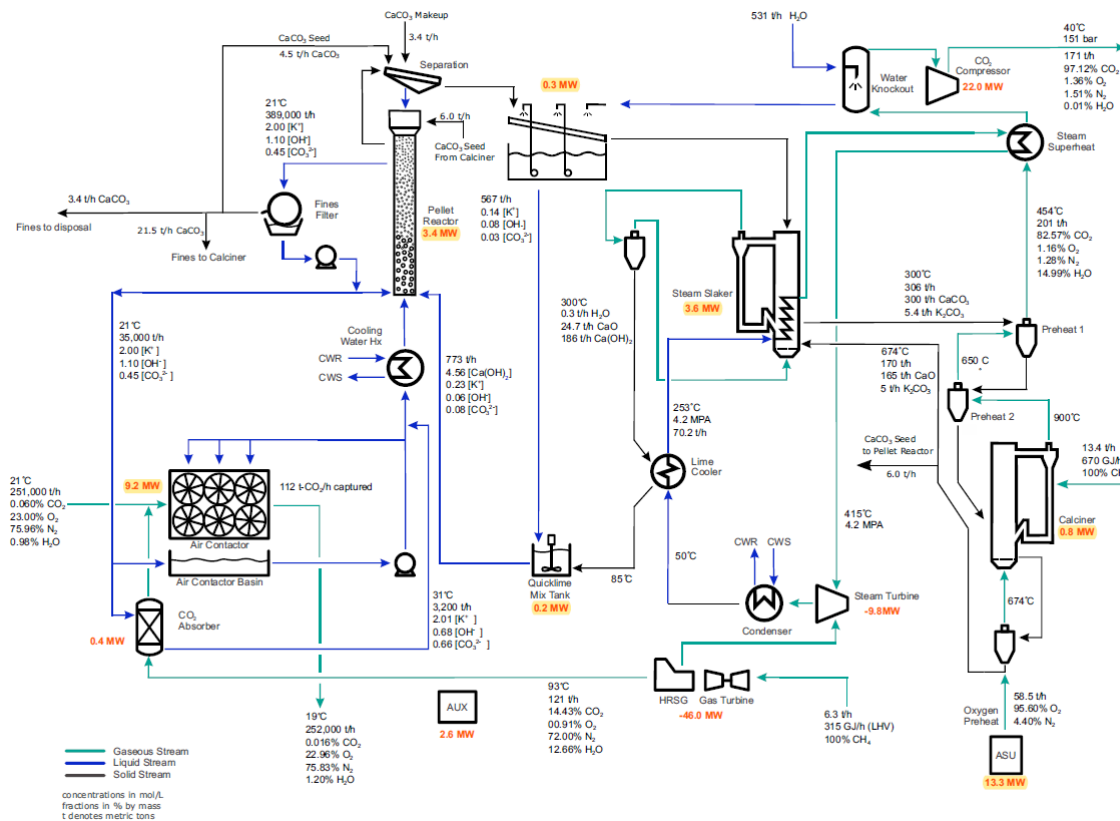 CaCO₃ Makeup
3.4 t/h
CaCO₃ Seed
4.5 t/h CaCO₃
Separation
531 t/h H₂O
40℃
151 bar
171 t/h
97.12% CO₂
1.36% O₂
1.51% N₂
0.01% H₂O
CO₂
Compressor
22.0 MW
Water
Knockout
0.3 MW
21℃
389,000 t/h
2.00 [K⁺]
1.10 [OH⁻]
0.45 [CO₃²⁻]
6.0 t/h
CaCO₃ Seed
From Calciner
Steam
Superheat
3.4 t/h CaCO₃
Fines to disposal
21.5 t/h CaCO₃
Fines to Calciner
Fines
Filter
Pellet
Reactor
3.4 MW
567 t/h
0.14 [K⁺]
0.08 [OH-]
0.03 [CO₃²⁻]
454℃
201 t/h
82.57% CO₂
1.16% O₂
1.28% N₂
14.99% H₂O
Steam Slaker
3.6 MW
300℃
0.3 t/h H₂O
24.7 t/h CaO
186 t/h Ca(OH)₂
300℃
306 t/h
300 t/h CaCO₃
5.4 t/h K₂CO₃
Preheat 1
21℃
35,000 t/h
2.00 [K⁺ ]
1.10 [OH⁻ ]
0.45 [CO₃²⁻]
Cooling
Water Hx
CWR
CWS
773 t/h
4.56 [Ca(OH)₂]
0.23 [K⁺]
0.06 [OH⁻]
0.08 [CO₃²⁻]
674℃
170 t/h
165 t/h CaO
5 t/h K₂CO₃
650 C
Preheat 2
900℃
253℃
4.2 MPA
70.2 t/h
Lime
Cooler
CaCO₃ Seed
to Pellet Reactor
6.0 t/h
13.4 t/h
670 GJ/h
100% CH
21℃
251,000 t/h
0.060% CO₂
23.00% O₂
75.96% N₂
0.98% H₂O
9.2 MW
112 t-CO₂/h captured
Air Contactor
Air Contactor Basin
415℃
4.2 MPA
Calciner
0.8 MW
50℃
CWR CWS
85℃
Quicklime
Mix Tank
0.2 MW
Condenser
Steam Turbine
-9.8MW
674℃
CO₂
Absorber
0.4 MW
31℃
3,200 t/h
2.01 [K⁺ ]
0.68 [OH⁻ ]
0.66 [CO₃²⁻ ]
AUX
2.6 MW
93℃
121 t/h
14.43% CO₂
00.91% O₂
72.00% N₂
12.66% H₂O
HRSG Gas Turbine
-46.0 MW
6.3 t/h
315 GJ/h (LHV)
100% CH₄
Oxygen
Preheat
58.5 t/h
95.60% O₂
4.40% N₂
ASU
13.3 MW
19℃
252,000 t/h
0.016% CO₂
22.96% O₂
75.83% N₂
1.20% H₂O
Gaseous Stream
Liquid Stream
Solid Stream
concentrations in mol/L
fractions in % by mass
t denotes metric tons